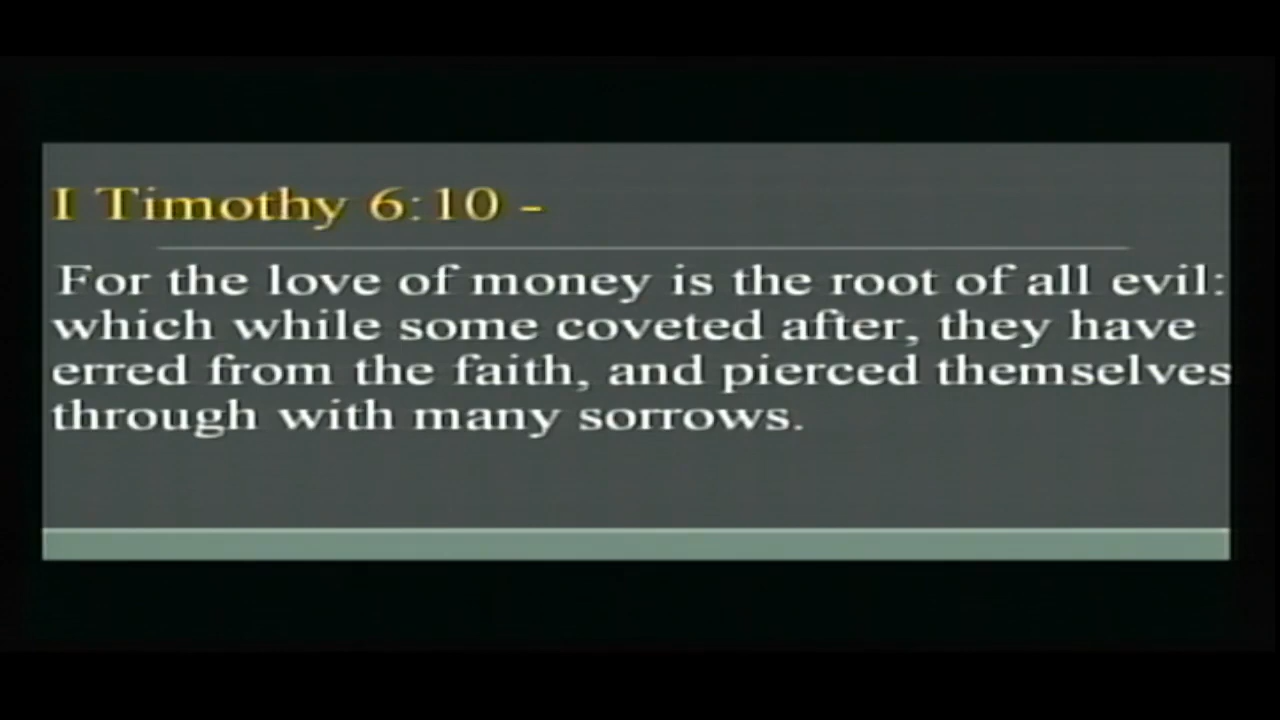 I Timothy 6:10 -
For the love of money is the root of all evil:
which while some coveted after, they have
erred from the faith, and pierced themselves
through with many sorrows.